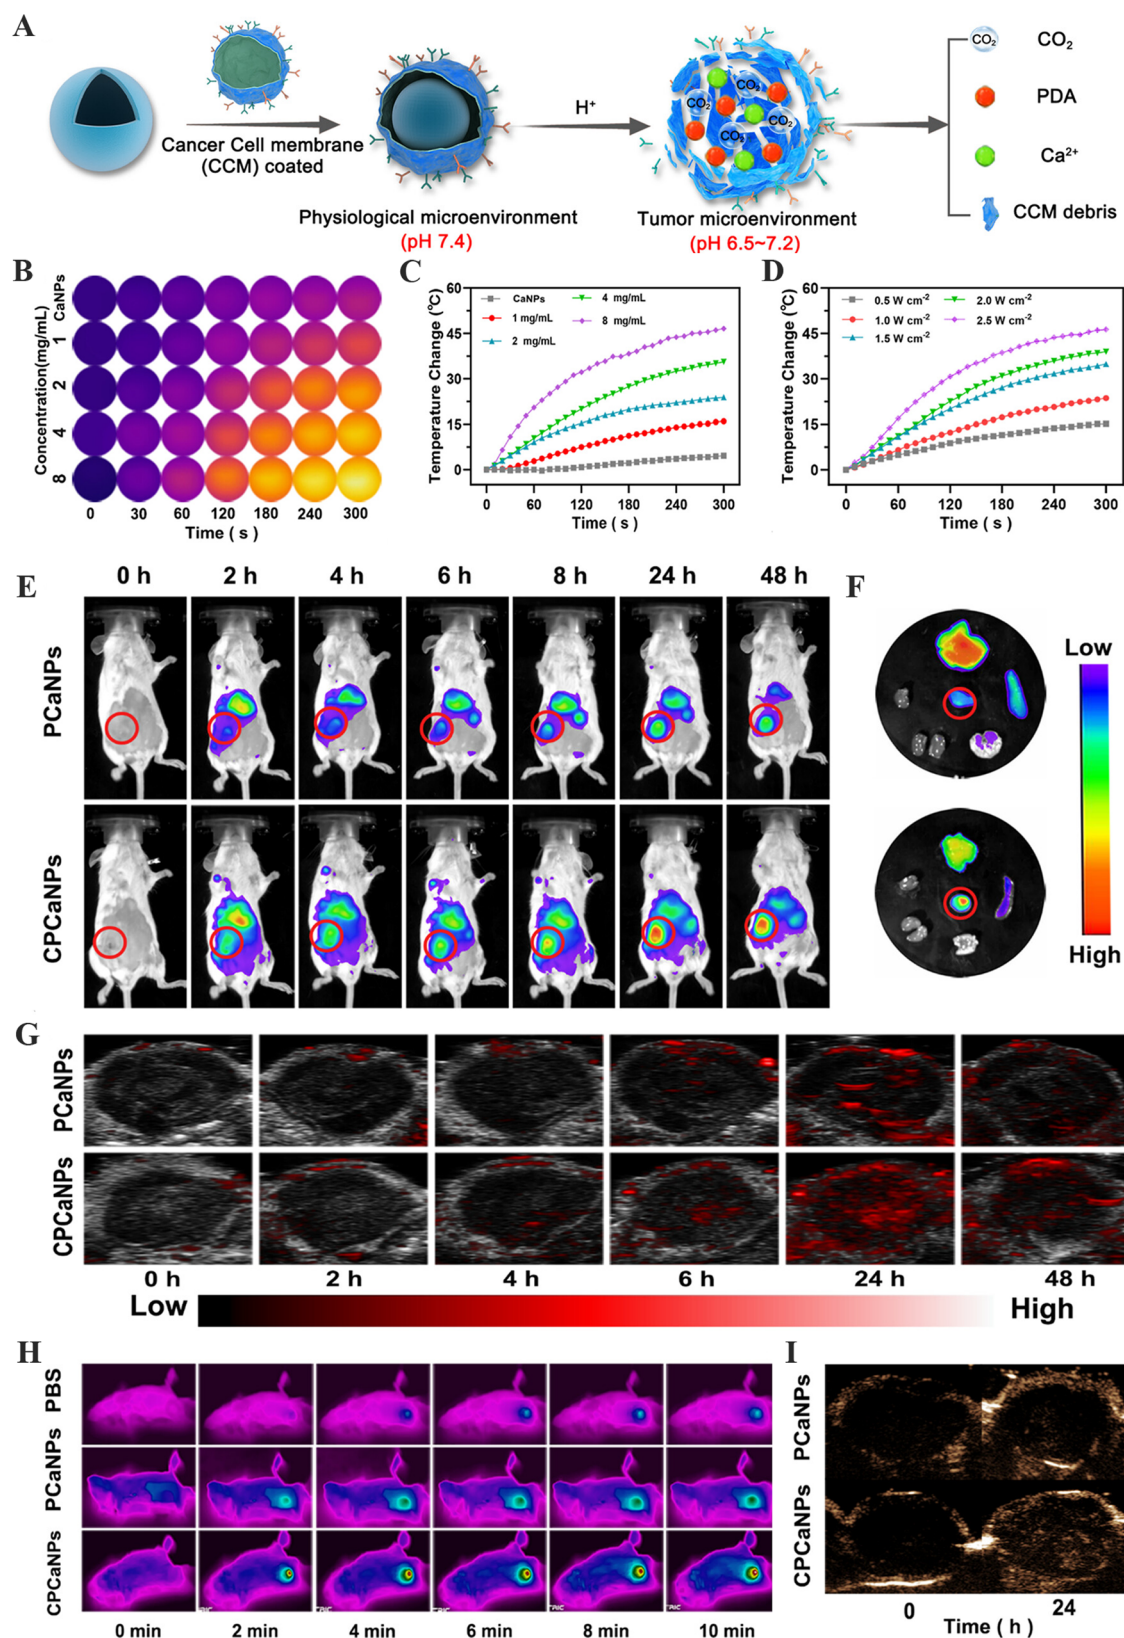 A
CO₂
CO₂
CO₂
CO₂
CO₂
CO₂
PDA
Ca²⁺
CCM debris
Cancer Cell membrane
(CCM) coated
H⁺
Physiological microenvironment
(pH 7.4)
Tumor microenvironment
(pH 6.5~7.2)
B
Concentration(mg/mL)
CaNPs
1
2
4
8
0 30 60 120 180 240 300
Time ( s )
C
Temperature Change (℃)
60
45
30
15
0
CaNPs
1 mg/mL
2 mg/mL
4 mg/mL
8 mg/mL
0 60 120 180 240 300
Time ( s )
D
Temperature Change (℃)
60
45
30
15
0
0.5 W cm⁻²
1.0 W cm⁻²
1.5 W cm⁻²
2.0 W cm⁻²
2.5 W cm⁻²
0 60 120 180 240 300
Time ( s )
E
0 h 2 h 4 h 6 h 8 h 24 h 48 h
PCaNPs
CPCaNPs
F
Low
High
G
PCaNPs
CPCaNPs
0 h 2 h 4 h 6 h 24 h 48 h
Low High
H
PBS
PCaNPs
CPCaNPs
0 min 2 min 4 min 6 min 8 min 10 min
I
PCaNPs
CPCaNPs
0 24
Time ( h )